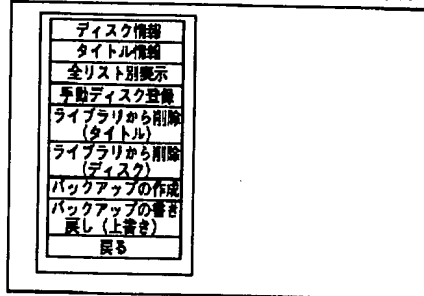 ディスク情報
タイトル情報
全リスト別表示
手動ディスク登録
ライブラリから削除
(タイトル)
ライブラリから削除
(ディスク)
バックアップの作成
バックアップの書き
戻し(上書き)
戻る